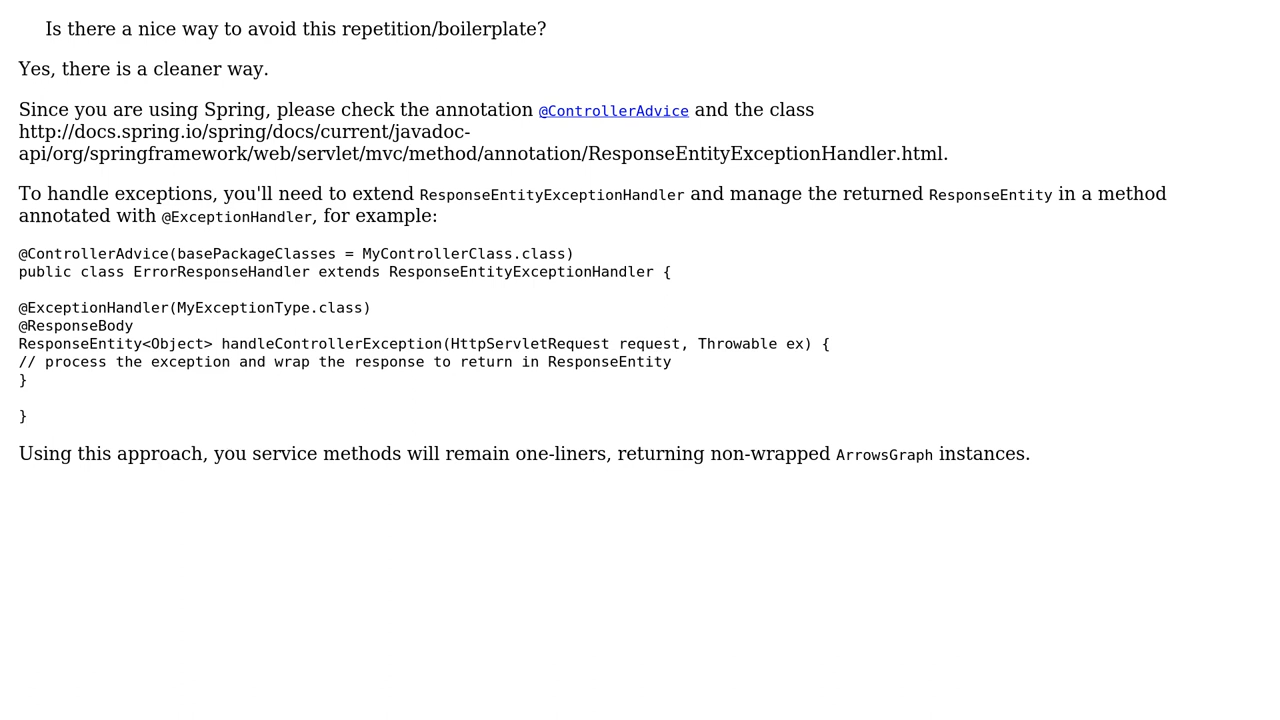 Is there a nice way to avoid this repetition/boilerplate?
Yes, there is a cleaner way.
Since you are using Spring, please check the annotation @ControllerAdvice and the class
http://docs.spring.io/spring/docs/current/javadoc-
api/org/springframework/web/servlet/mvc/method/annotation/ResponseEntityExceptionHandler.html.
To handle exceptions, you'll need to extend ResponseEntityExceptionHandler and manage the returned ResponseEntity in a method
annotated with @ExceptionHandler, for example:
@ControllerAdvice(basePackageClasses = MyControllerClass.class)
public class ErrorResponseHandler extends ResponseEntityExceptionHandler {
@ExceptionHandler(MyExceptionType.class)
@ResponseBody
ResponseEntity<Object> handleControllerException(HttpServletRequest request, Throwable ex) {
// process the exception and wrap the response to return in ResponseEntity
}
}
Using this approach, you service methods will remain one-liners, returning non-wrapped ArrowsGraph instances.